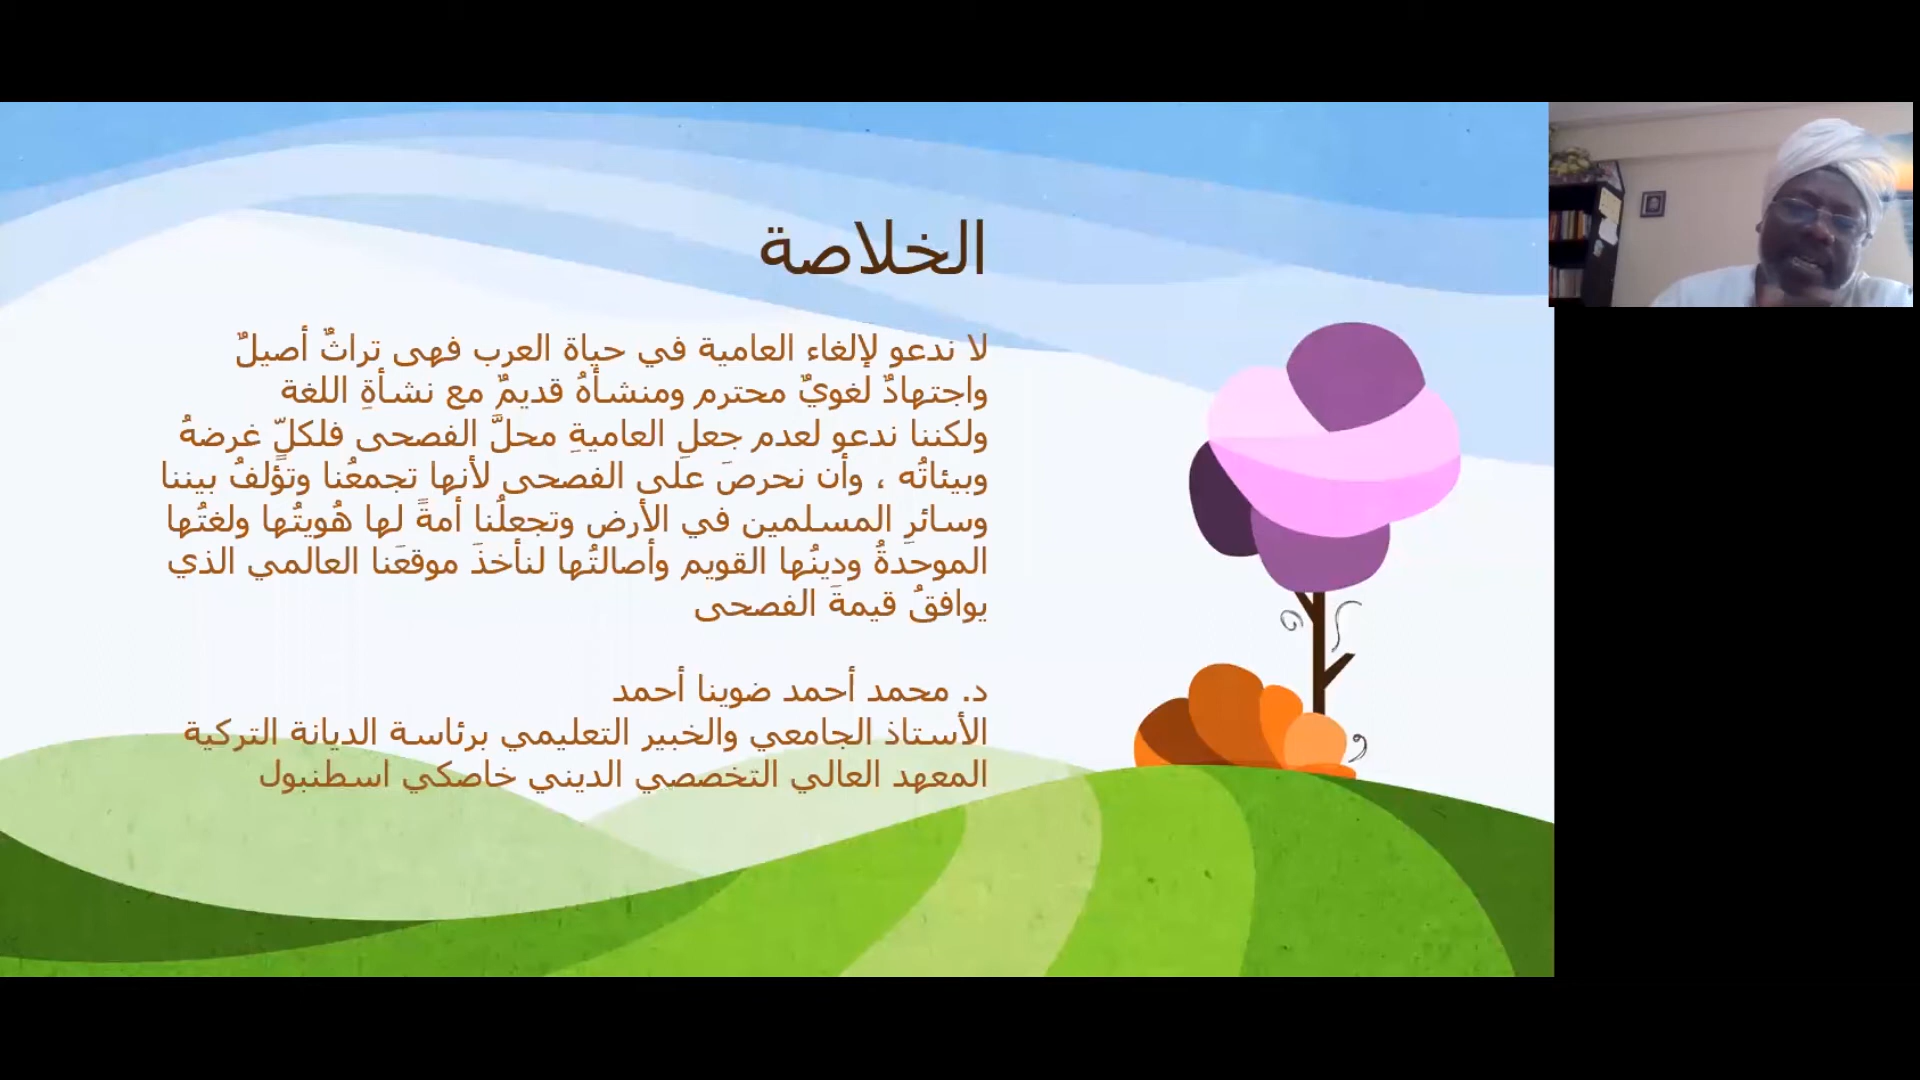 الخلاصة
لا ندعو لإلغاء العامية في حياة العرب فهى تراثٌ أصيلٌ
واجتهادٌ لغويٌ محترم ومنشأهُ قديمٌ مع نشأةِ اللغة
ولكننا ندعو لعدم جعلِ العاميةِ محلَّ الفصحى فلكلٍّ غرضهُ
وبيئاتُه ، وأن نحرصَ على الفصحى لأنها تجمعُنا وتؤلفُ بيننا
وسائرِ المسلمين في الأرض وتجعلُنا أمةً لها هُويتُها ولغتُها
الموحدةُ ودينُها القويم وأصالتُها لنأخذَ موقعَنا العالمي الذي
يوافقُ قيمةَ الفصحى
د. محمد أحمد ضوينا أحمد
الأستاذ الجامعي والخبير التعليمي برئاسة الديانة التركية
المعهد العالي التخصصي الديني خاصكي اسطنبول